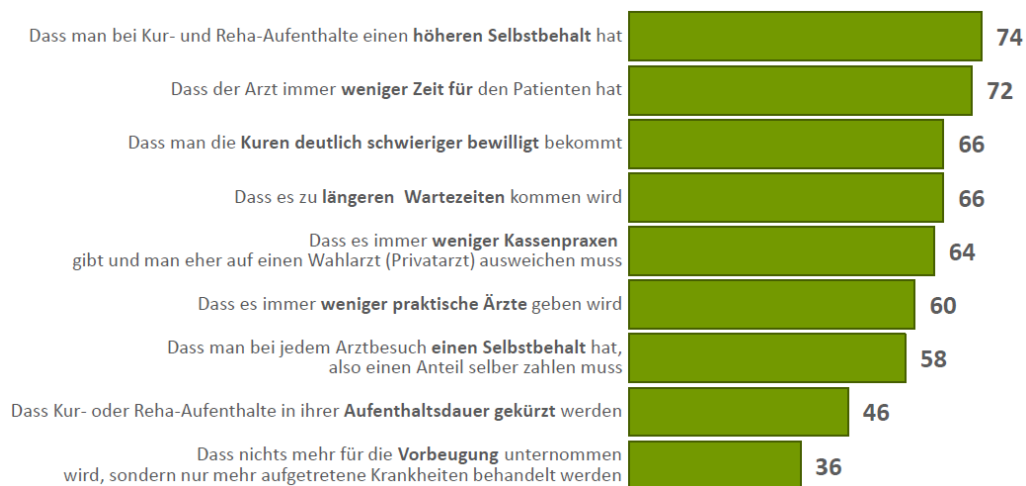 Dass man bei Kur- und Reha-Aufenthalte einen höheren Selbstbehalt hat 74
Dass der Arzt immer weniger Zeit für den Patienten hat 72
Dass man die Kuren deutlich schwieriger bewilligt bekommt 66
Dass es zu längeren Wartezeiten kommen wird 66
Dass es immer weniger Kassenpraxen
gibt und man eher auf einen Wahlarzt (Privatarzt) ausweichen muss 64
Dass es immer weniger praktische Ärzte geben wird 60
Dass man bei jedem Arztbesuch einen Selbstbehalt hat,
also einen Anteil selber zahlen muss 58
Dass Kur- oder Reha-Aufenthalte in ihrer Aufenthaltsdauer gekürzt werden 46
Dass nichts mehr für die Vorbeugung unternommen
wird, sondern nur mehr aufgetretene Krankheiten behandelt werden 36